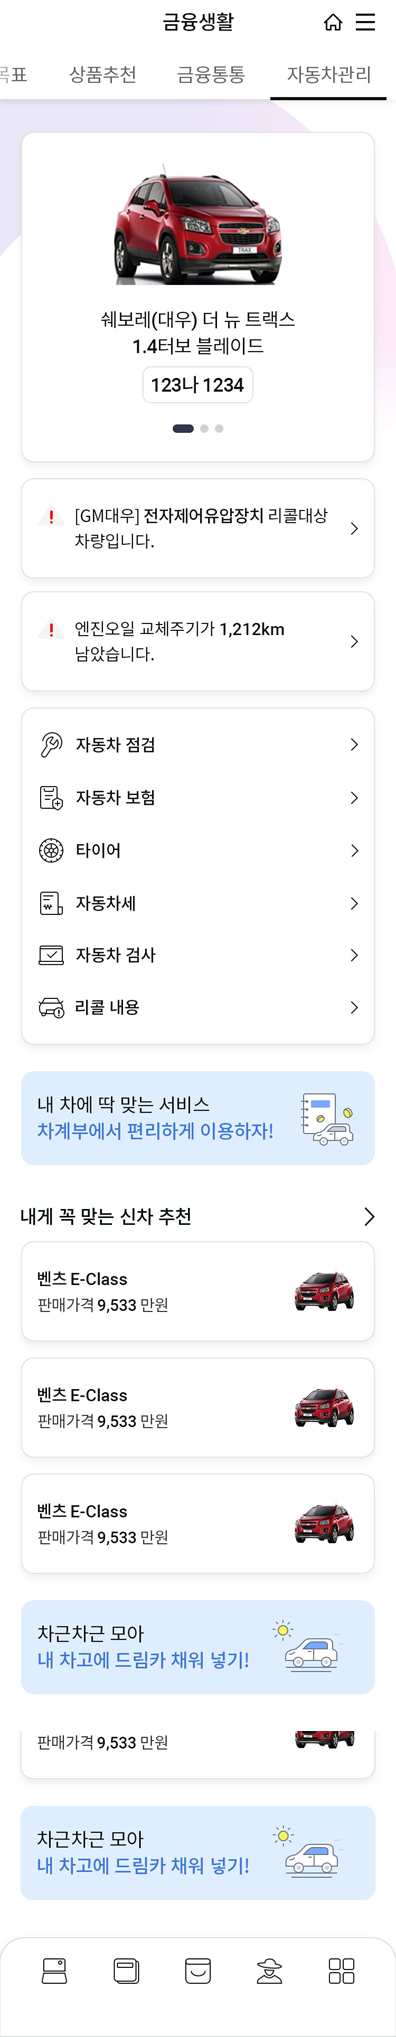 금융생활
목표 상품추천 금융통통 자동차관리
TRAX
쉐보레(대우) 더 뉴 트랙스
1.4터보 블레이드
123나 1234
[GM대우] 전자제어유압장치 리콜대상
차량입니다.
엔진오일 교체주기가 1,212km
남았습니다.
자동차 점검
자동차 보험
타이어
자동차세
자동차 검사
리콜 내용
내 차에 딱 맞는 서비스
차계부에서 편리하게 이용하자!
내게 꼭 맞는 신차 추천
벤츠 E-Class
판매가격 9,533 만원
벤츠 E-Class
판매가격 9,533 만원
벤츠 E-Class
판매가격 9,533 만원
차근차근 모아
내 차고에 드림카 채워 넣기!
판매가격 9,533 만원
차근차근 모아
내 차고에 드림카 채워 넣기!